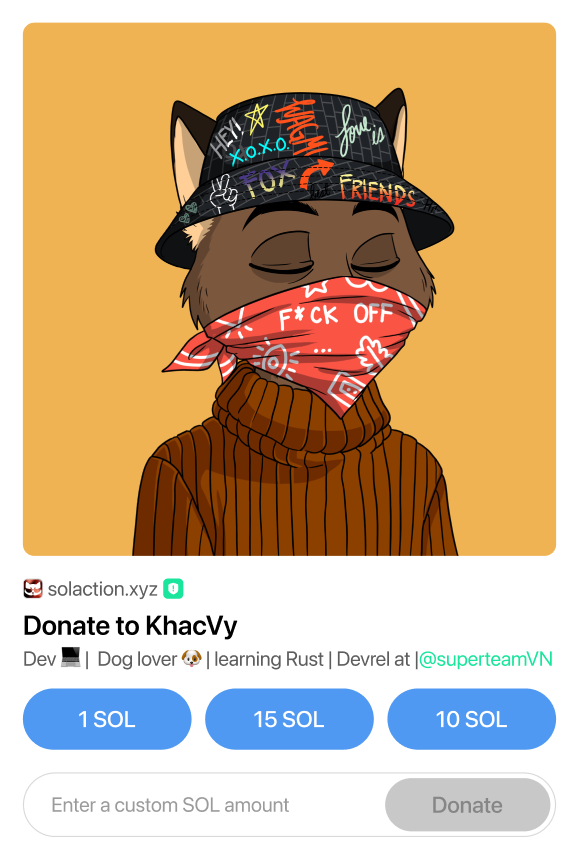 HEY!
WAGMI
Love is
X.O.X.O.
FOX
FRIENDS
F*CK OFF
...
solaction.xyz
Donate to KhacVy
Dev 💻 | Dog lover 🐶 | learning Rust | Devrel at |@superteamVN
1 SOL
15 SOL
10 SOL
Enter a custom SOL amount
Donate